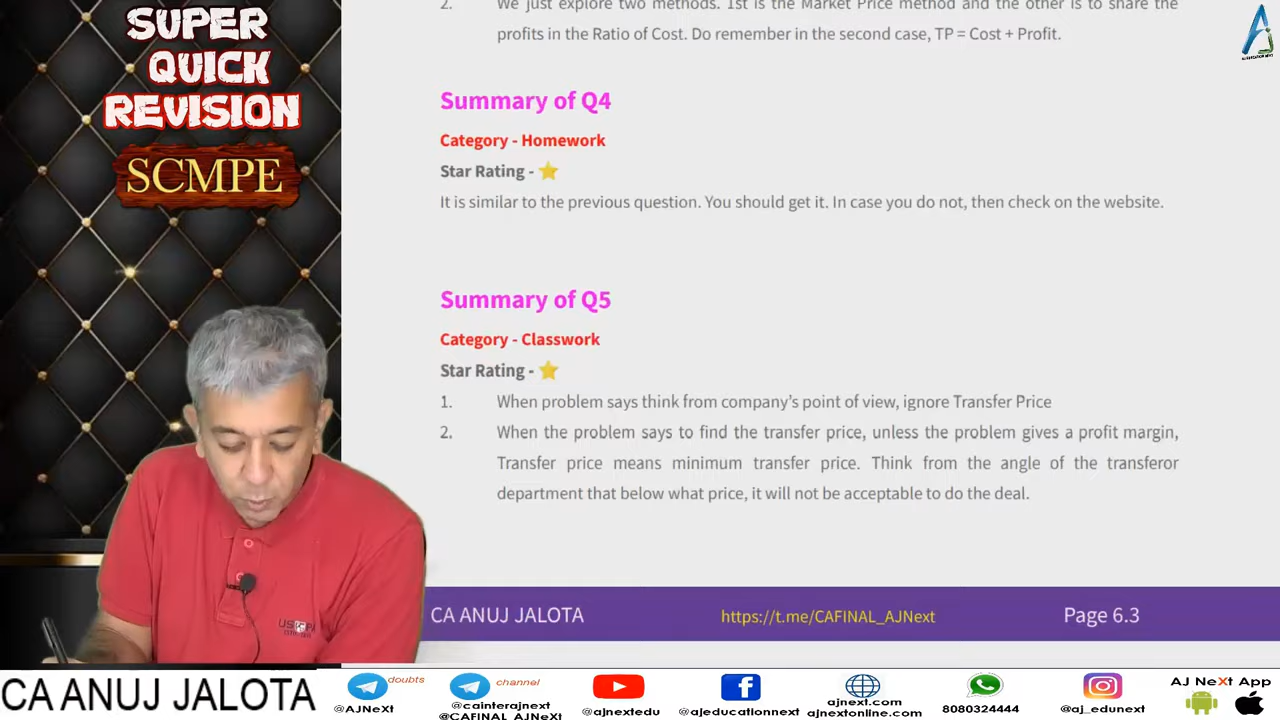 SUPER
QUICK
REVISION
SCMPE
2. We just explore two methods. 1st is the Market Price method and the other is to share the
profits in the Ratio of Cost. Do remember in the second case, TP = Cost + Profit.
Summary of Q4
Category - Homework
Star Rating - ⭐
It is similar to the previous question. You should get it. In case you do not, then check on the website.
Summary of Q5
Category - Classwork
Star Rating - ⭐
1. When problem says think from company's point of view, ignore Transfer Price
2. When the problem says to find the transfer price, unless the problem gives a profit margin,
Transfer price means minimum transfer price. Think from the angle of the transferor
department that below what price, it will not be acceptable to do the deal.
CA ANUJ JALOTA https://t.me/CAFINAL_AJNext Page 6.3
CA ANUJ JALOTA
doubts
@AJNeXt
channel
@cainterajnext
@CAFINAL_AJNext
@ajnextedu
@ajeducationnext
ajnext.com
ajnextonline.com
8080324444
@aj_edunext
AJ NeXt App